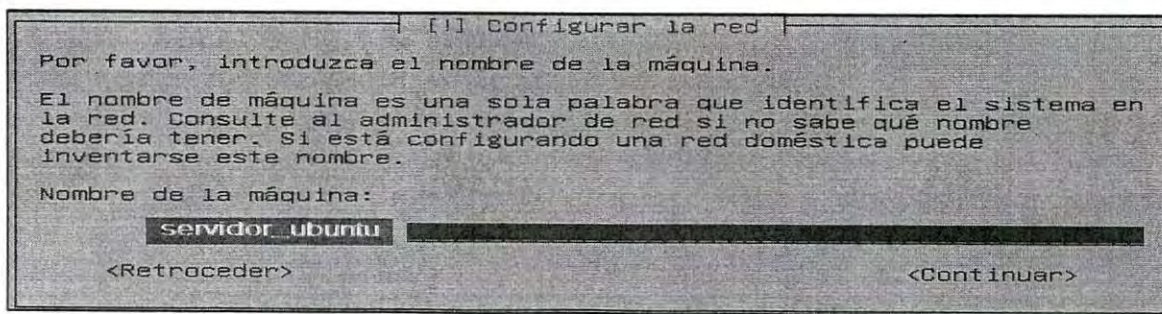 [!] Configurar la red
Por favor, introduzca el nombre de la máquina.
El nombre de máquina es una sola palabra que identifica el sistema en
la red. Consulte al administrador de red si no sabe qué nombre
debería tener. Si está configurando una red doméstica puede
inventarse este nombre.
Nombre de la máquina:
servidor_ubuntu
<Retroceder> <Continuar>